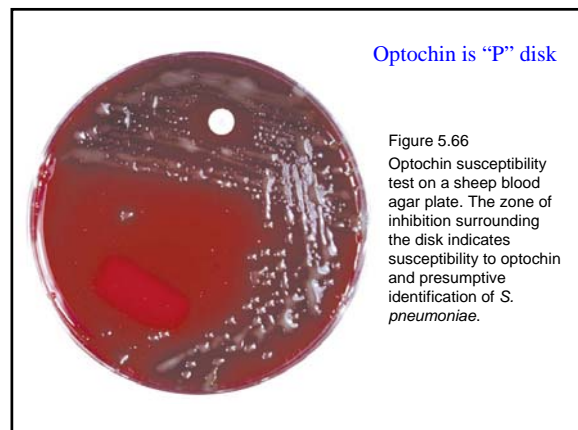 Optochin is “P” disk
Figure 5.66
Optochin susceptibility
test on a sheep blood
agar plate. The zone of
inhibition surrounding
the disk indicates
susceptibility to optochin
and presumptive
identification of S.
pneumoniae.